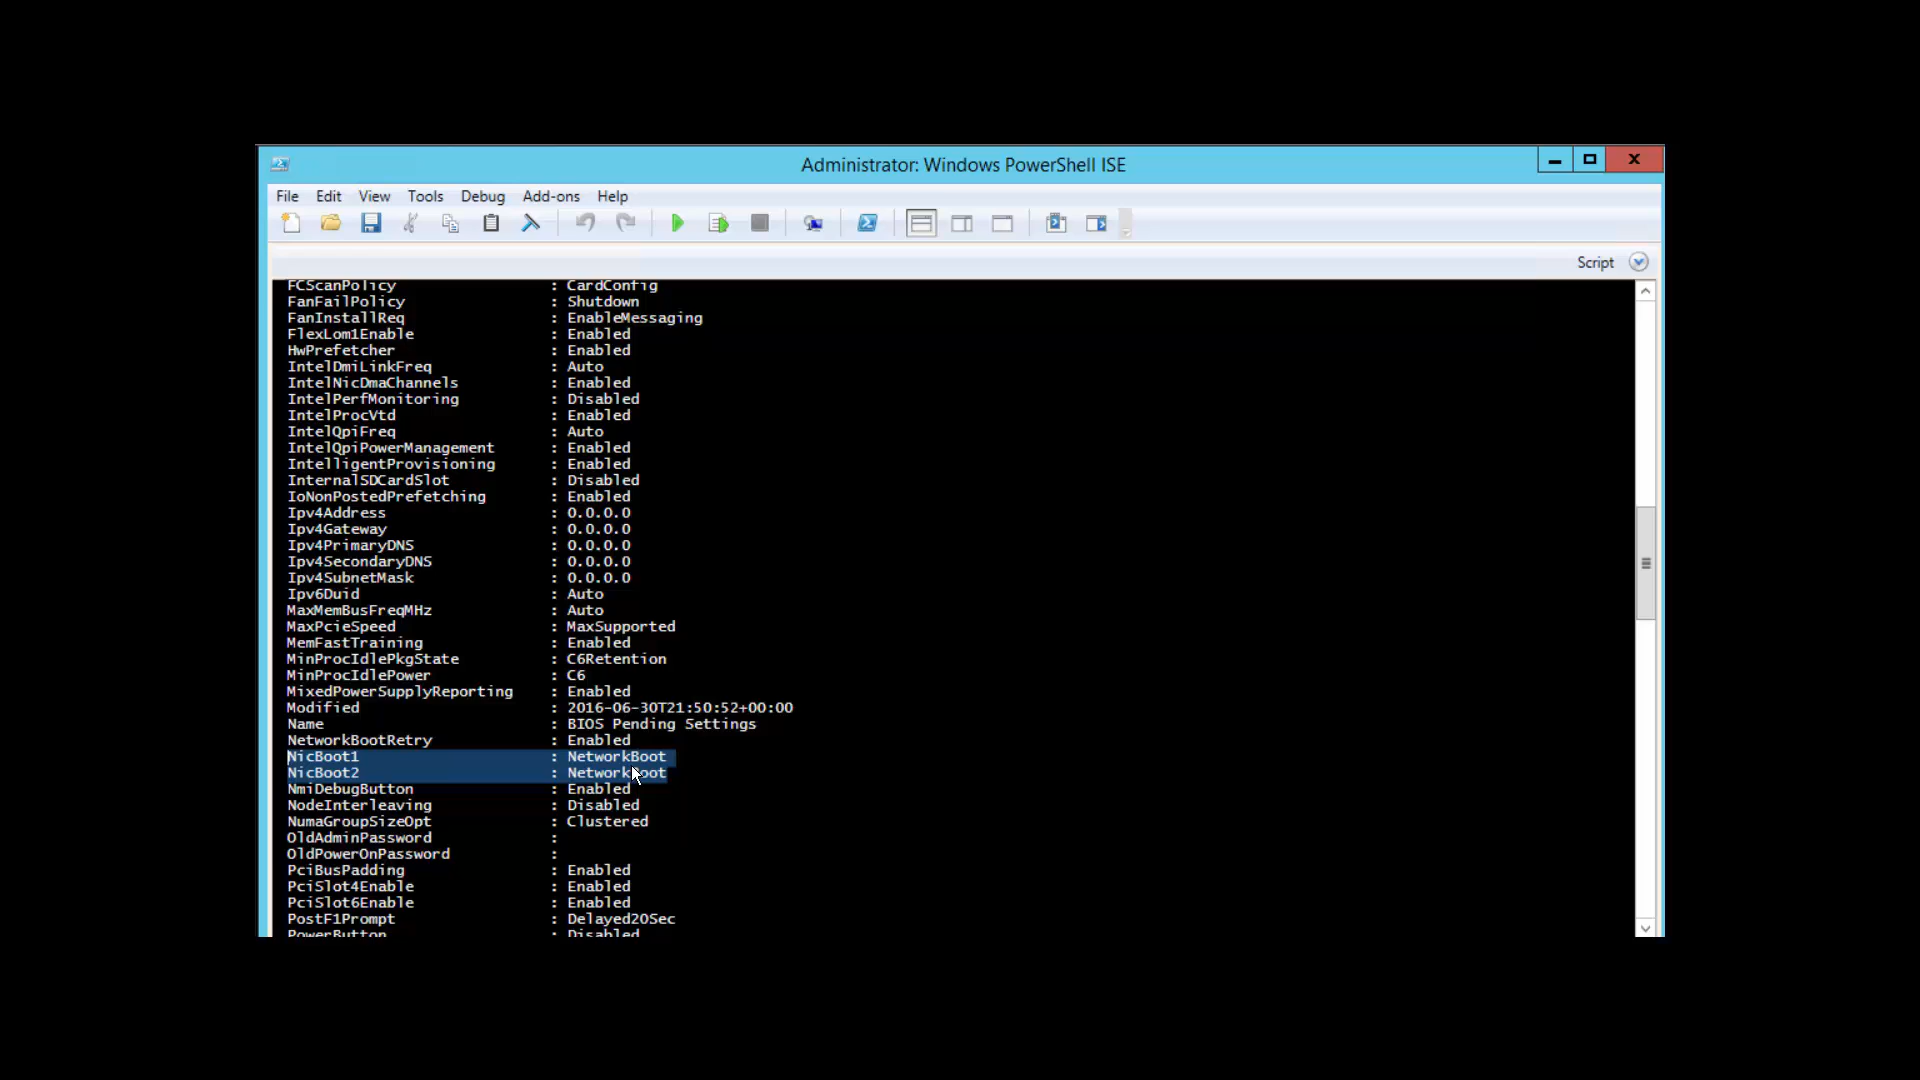 Administrator: Windows PowerShell ISE
File Edit View Tools Debug Add-ons Help
Script
FCScanPolicy : CardConfig
FanFailPolicy : Shutdown
FanInstallReq : EnableMessaging
FlexLom1Enable : Enabled
HwPrefetcher : Enabled
IntelDmiLinkFreq : Auto
IntelNicDmaChannels : Enabled
IntelPerfMonitoring : Disabled
IntelProcVtd : Enabled
IntelQpiFreq : Auto
IntelQpiPowerManagement : Enabled
IntelligentProvisioning : Enabled
InternalSDCardSlot : Disabled
IoNonPostedPrefetching : Enabled
Ipv4Address : 0.0.0.0
Ipv4Gateway : 0.0.0.0
Ipv4PrimaryDNS : 0.0.0.0
Ipv4SecondaryDNS : 0.0.0.0
Ipv4SubnetMask : 0.0.0.0
Ipv6Duid : Auto
MaxMemBusFreqMHz : Auto
MaxPcieSpeed : MaxSupported
MemFastTraining : Enabled
MinProcIdlePkgState : C6Retention
MinProcIdlePower : C6
MixedPowerSupplyReporting : Enabled
Modified : 2016-06-30T21:50:52+00:00
Name : BIOS Pending Settings
NetworkBootRetry : Enabled
NicBoot1 : NetworkBoot
NicBoot2 : NetworkBoot
NmiDebugButton : Enabled
NodeInterleaving : Disabled
NumaGroupSizeOpt : Clustered
OldAdminPassword :
OldPowerOnPassword :
PciBusPadding : Enabled
PciSlot4Enable : Enabled
PciSlot6Enable : Enabled
PostF1Prompt : Delayed20Sec
PowerButton : Disabled